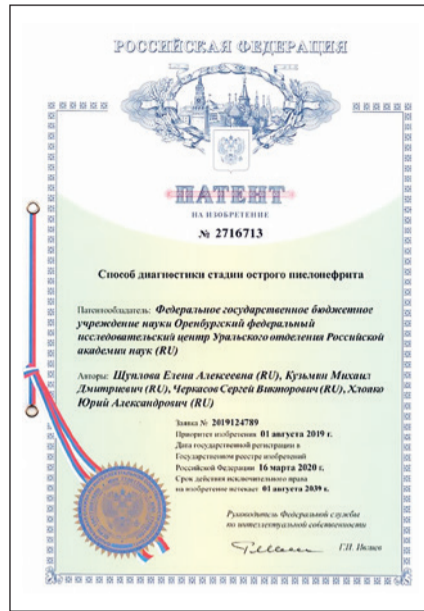 РОССИЙСКАЯ ФЕДЕРАЦИЯ
ПАТЕНТ
НА ИЗОБРЕТЕНИЕ
№ 2716713
Способ диагностики стадии острого пиелонефрита
Патентообладатель: Федеральное государственное бюджетное
учреждение науки Оренбургский федеральный
исследовательский центр Уральского отделения Российской
академии наук (RU)
Авторы: Щуплова Елена Алексеевна (RU), Кузьмин Михаил
Дмитриевич (RU), Черкасов Сергей Викторович (RU), Хлопко
Юрий Александрович (RU)
Заявка № 2019124789
Приоритет изобретения 01 августа 2019 г.
Дата государственной регистрации в
Государственном реестре изобретений
Российской Федерации 16 марта 2020 г.
Срок действия исключительного права
на изобретение истекает 01 августа 2039 г.
Руководитель Федеральной службы
по интеллектуальной собственности
Г.П. Ивлиев